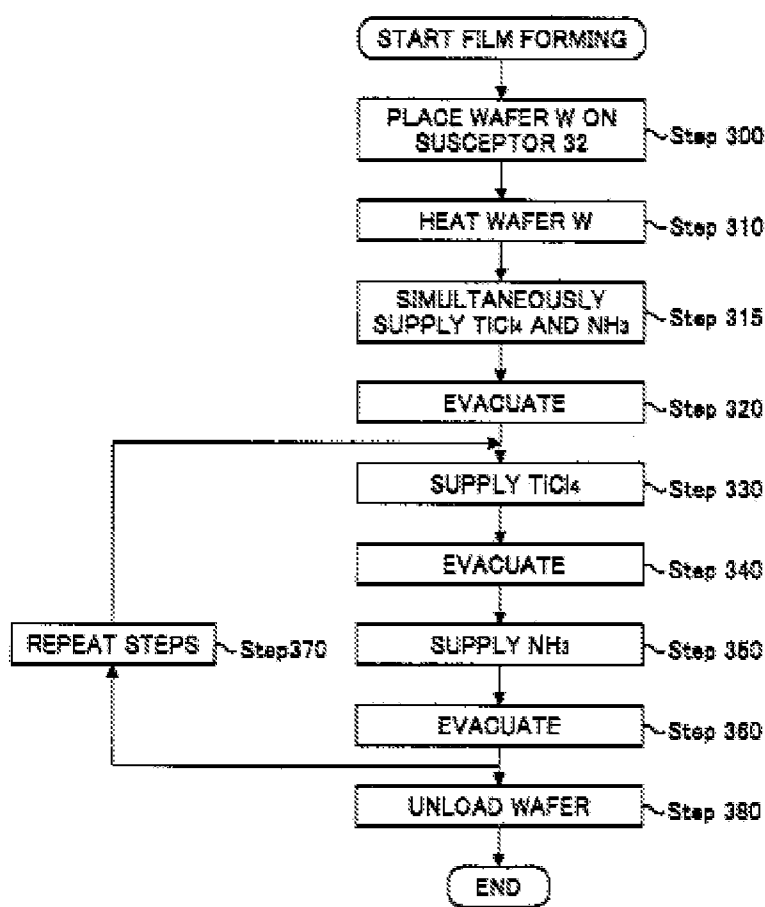 START FILM FORMING
PLACE WAFER W ON
SUSCEPTOR 32
Step 300
HEAT WAFER W
Step 310
SIMULTANEOUSLY
SUPPLY TiCl4 AND NH3
Step 315
EVACUATE
Step 320
SUPPLY TiCl4
Step 330
EVACUATE
Step 340
REPEAT STEPS
Step370
SUPPLY NH3
Step 350
EVACUATE
Step 360
UNLOAD WAFER
Step 380
END